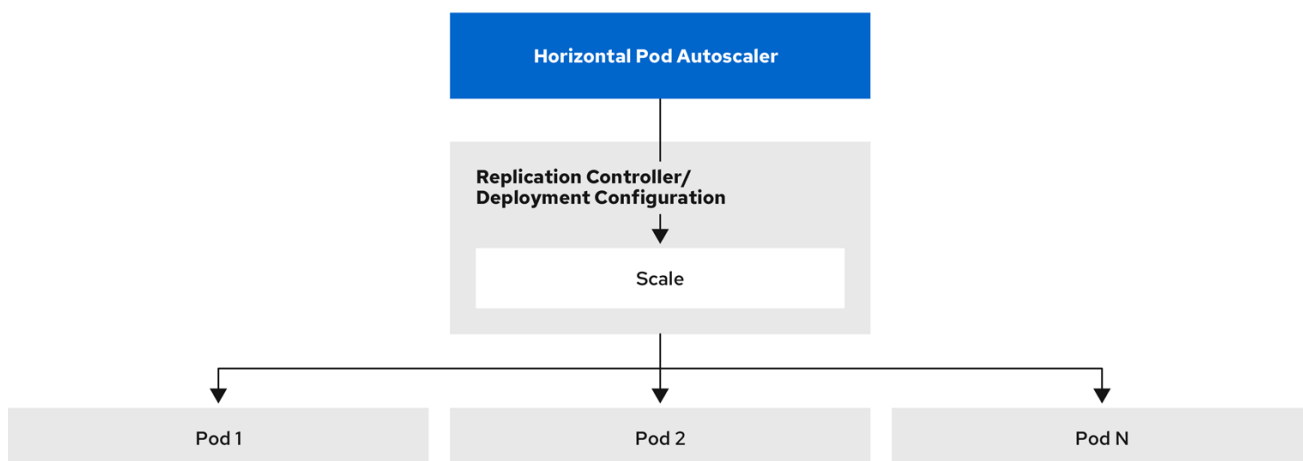 Horizontal Pod Autoscaler
Replication Controller/
Deployment Configuration
Scale
Pod 1
Pod 2
Pod N